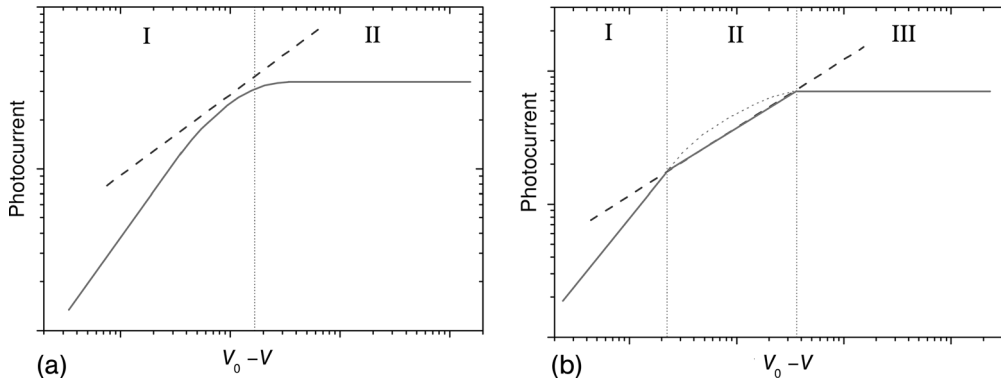 I II
Photocurrent
(a) V0 – V
I II III
Photocurrent
(b) V0 – V